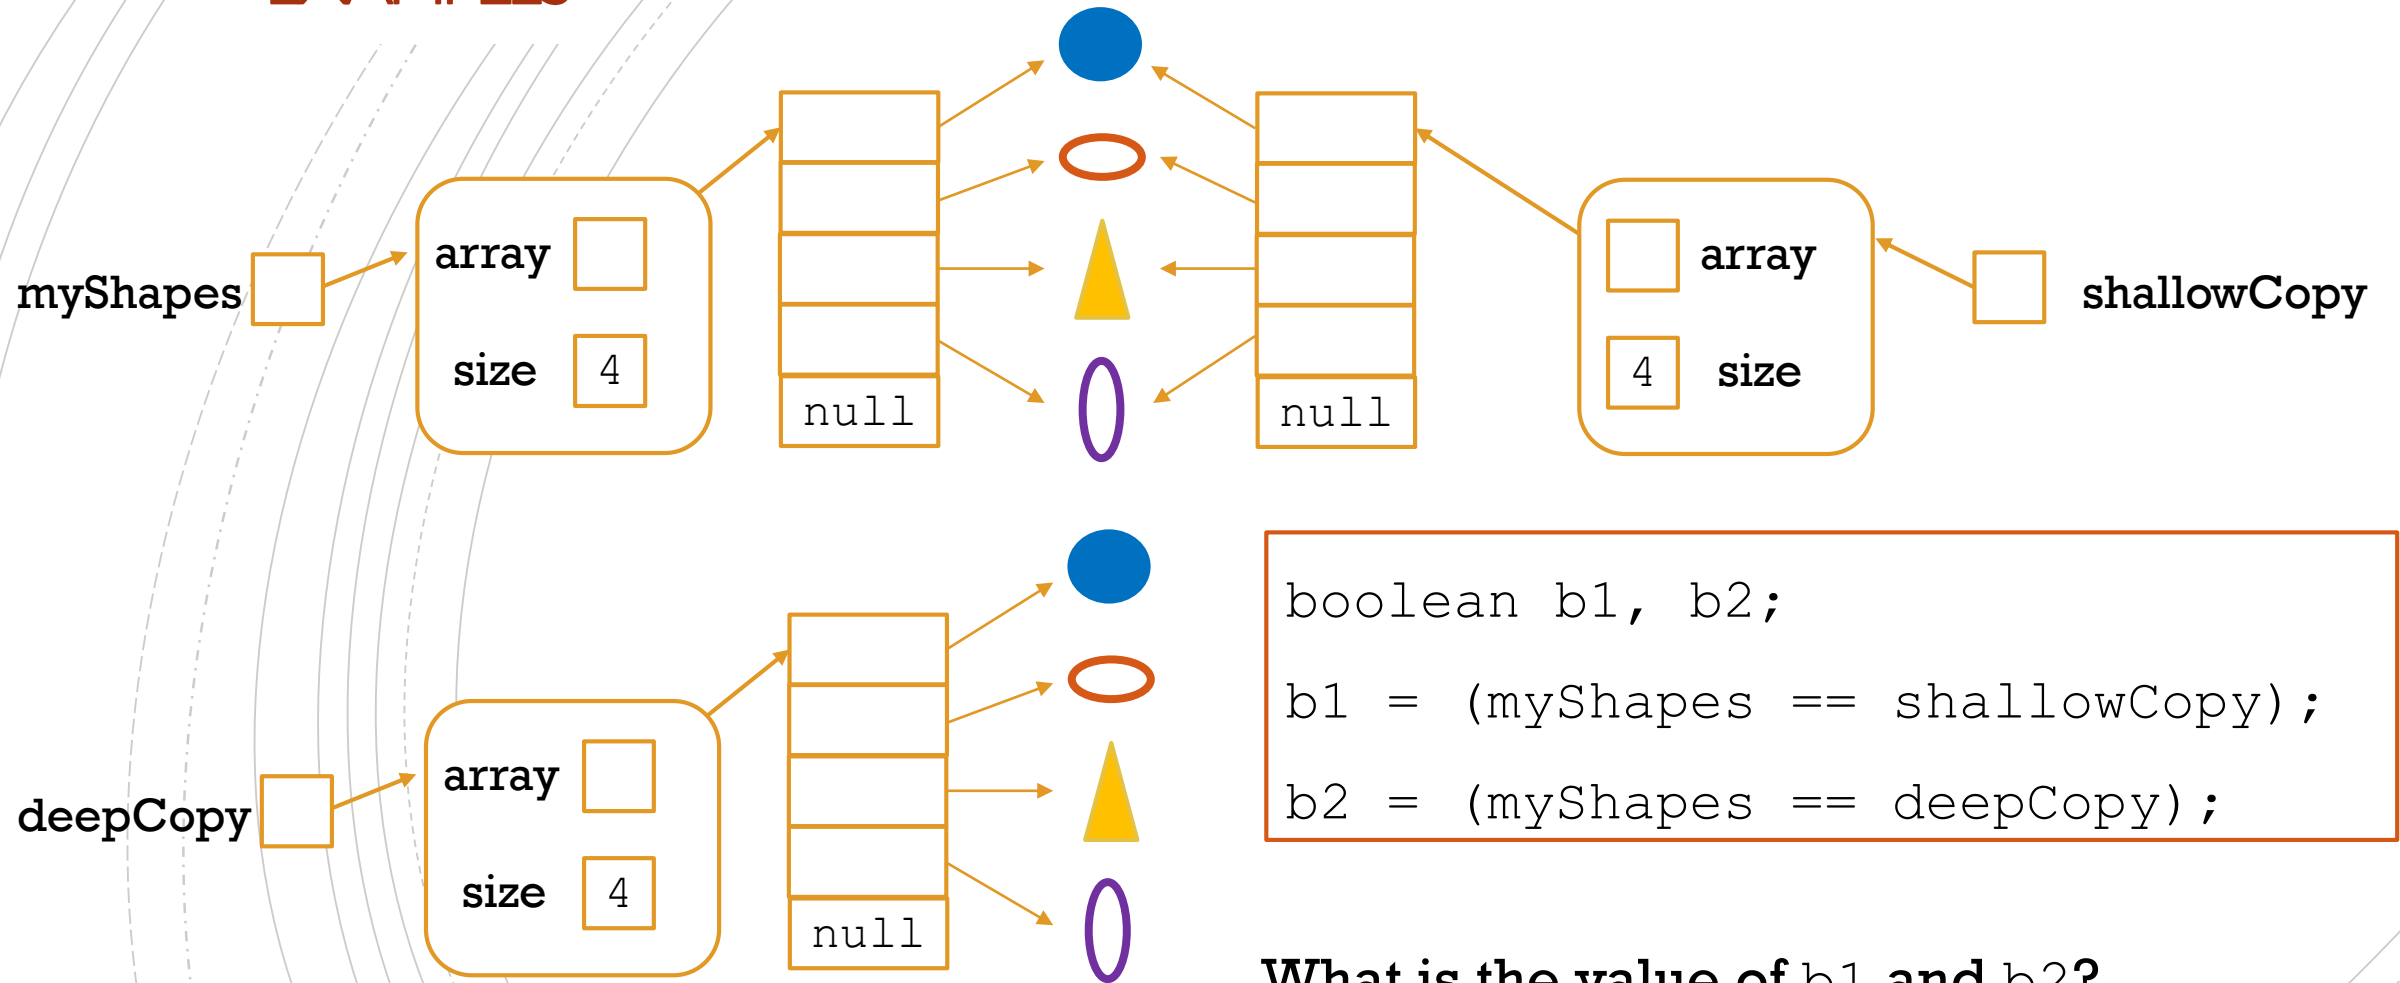 EXAMPLES
myShapes
array
size 4
null
null
array
4 size
shallowCopy
deepCopy
array
size 4
null
boolean b1, b2;
b1 = (myShapes == shallowCopy);
b2 = (myShapes == deepCopy);
What is the value of b1 and b2?